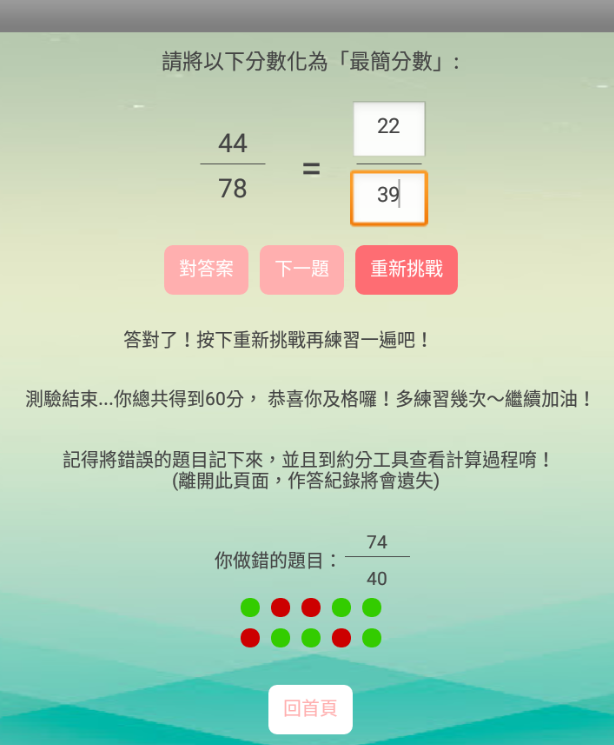 請將以下分數化為「最簡分數」:
44
78
=
22
39
對答案 下一題 重新挑戰
答對了！按下重新挑戰再練習一遍吧！
測驗結束...你總共得到60分， 恭喜你及格囉！多練習幾次～繼續加油！
記得將錯誤的題目記下來，並且到約分工具查看計算過程唷！
(離開此頁面，作答紀錄將會遺失)
你做錯的題目：
74
40
回首頁